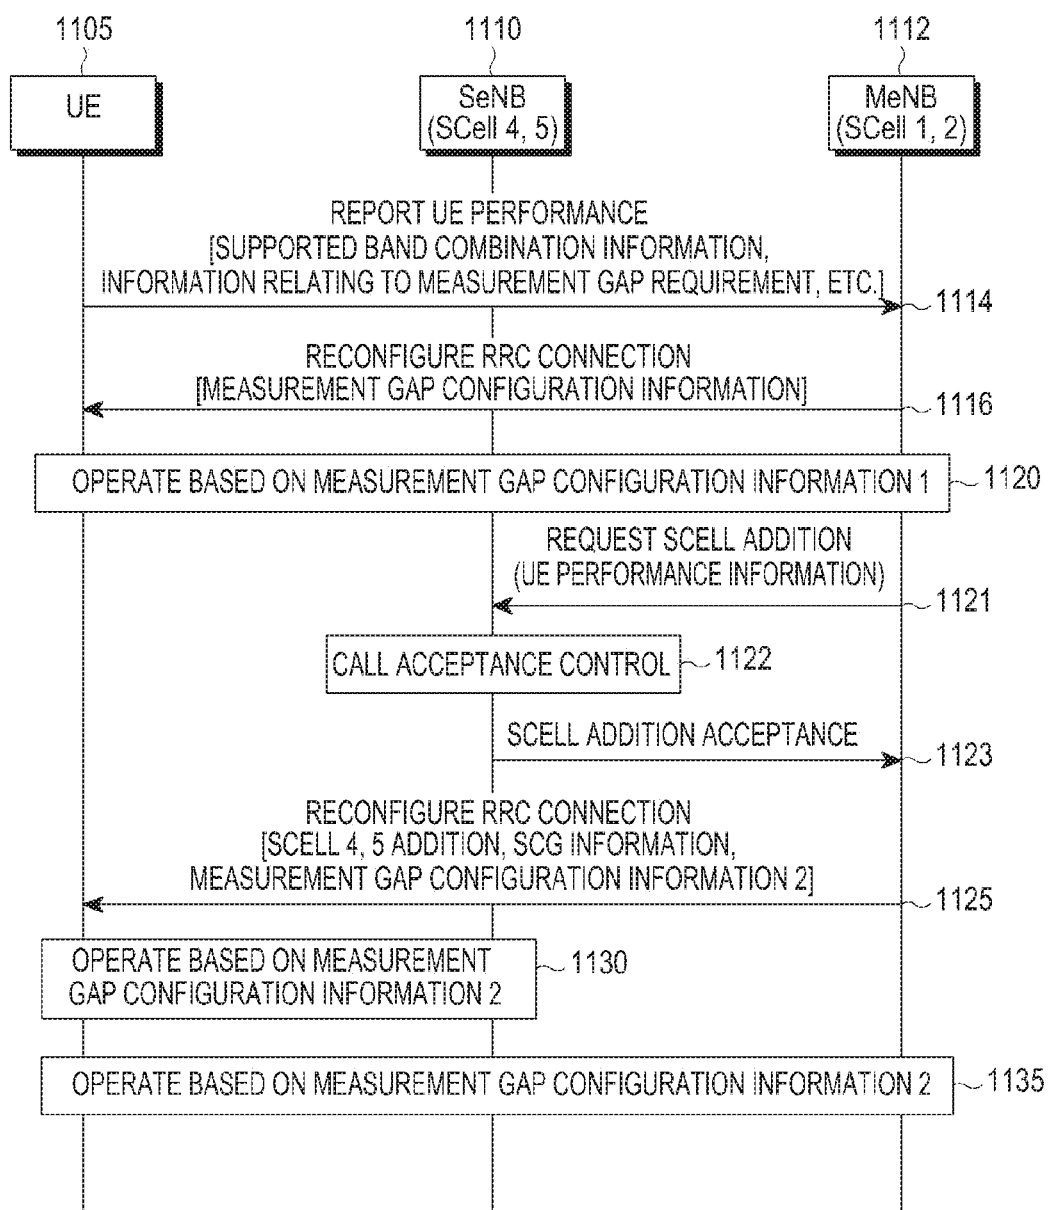 1105
1110
1112
UE
SeNB
(SCell 4, 5)
MeNB
(SCell 1, 2)
REPORT UE PERFORMANCE
[SUPPORTED BAND COMBINATION INFORMATION,
INFORMATION RELATING TO MEASUREMENT GAP REQUIREMENT, ETC.]
1114
RECONFIGURE RRC CONNECTION
[MEASUREMENT GAP CONFIGURATION INFORMATION]
1116
OPERATE BASED ON MEASUREMENT GAP CONFIGURATION INFORMATION 1
1120
REQUEST SCELL ADDITION
(UE PERFORMANCE INFORMATION)
1121
CALL ACCEPTANCE CONTROL
1122
SCELL ADDITION ACCEPTANCE
1123
RECONFIGURE RRC CONNECTION
[SCELL 4, 5 ADDITION, SCG INFORMATION,
MEASUREMENT GAP CONFIGURATION INFORMATION 2]
1125
OPERATE BASED ON MEASUREMENT
GAP CONFIGURATION INFORMATION 2
1130
OPERATE BASED ON MEASUREMENT GAP CONFIGURATION INFORMATION 2
1135